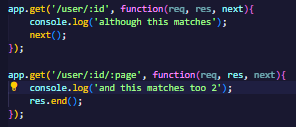 app.get('/user/:id', function(req, res, next){
    console.log('although this matches');
    next();
});

app.get('/user/:id/:page', function(req, res, next){
    console.log('and this matches too 2');
    res.end();
});